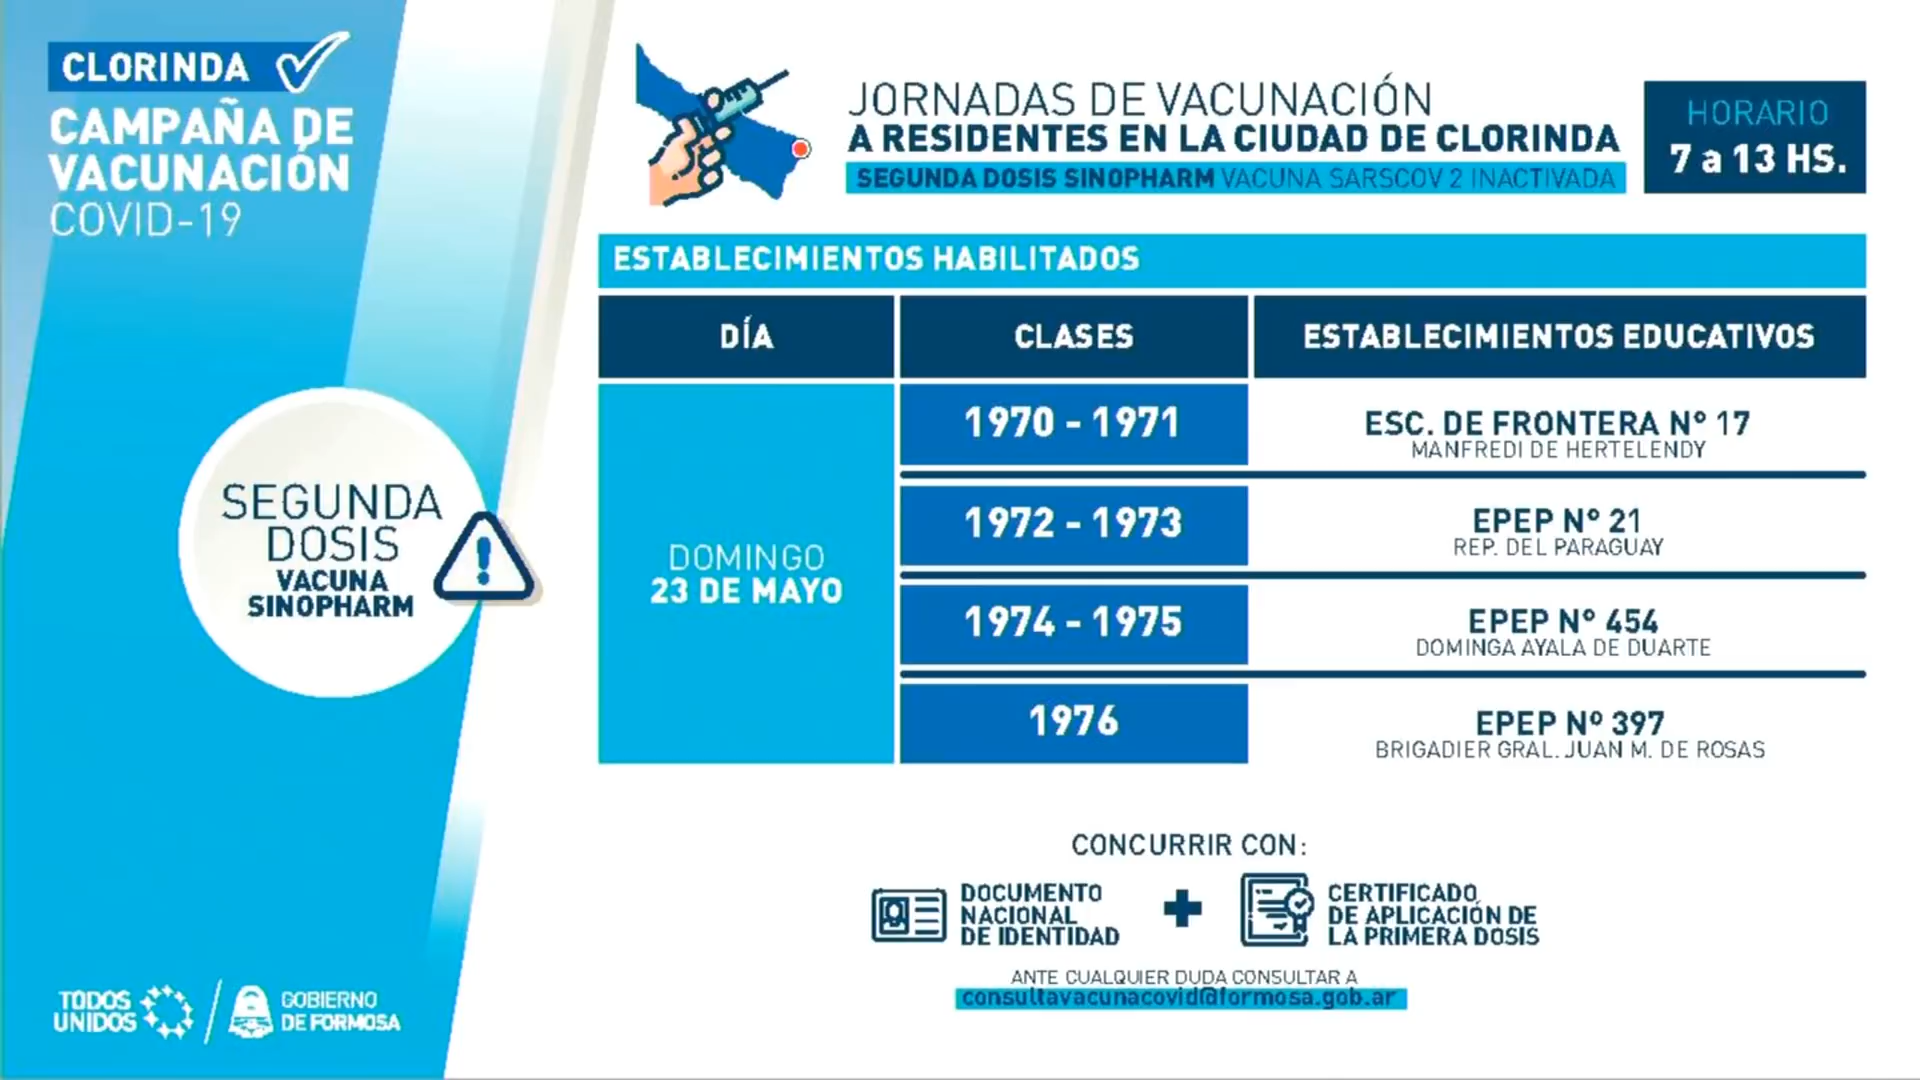 CLORINDA
CAMPAÑA DE
VACUNACIÓN
COVID-19
SEGUNDA
DOSIS
VACUNA
SINOPHARM
TODOS
UNIDOS
GOBIERNO
DE FORMOSA
JORNADAS DE VACUNACIÓN
A RESIDENTES EN LA CIUDAD DE CLORINDA
SEGUNDA DOSIS SINOPHARM VACUNA SARSCOV 2 INACTIVADA
HORARIO
7 a 13 HS.
ESTABLECIMIENTOS HABILITADOS
DÍA
CLASES
ESTABLECIMIENTOS EDUCATIVOS
DOMINGO
23 DE MAYO
1970 - 1971
ESC. DE FRONTERA Nº 17
MANFREDI DE HERTELENDY
1972 - 1973
EPEP Nº 21
REP. DEL PARAGUAY
1974 - 1975
EPEP Nº 454
DOMINGA AYALA DE DUARTE
1976
EPEP Nº 397
BRIGADIER GRAL. JUAN M. DE ROSAS
CONCURRIR CON:
DOCUMENTO
NACIONAL
DE IDENTIDAD
CERTIFICADO
DE APLICACIÓN DE
LA PRIMERA DOSIS
ANTE CUALQUIER DUDA CONSULTAR A
consultavacunacovid@formosa.gob.ar